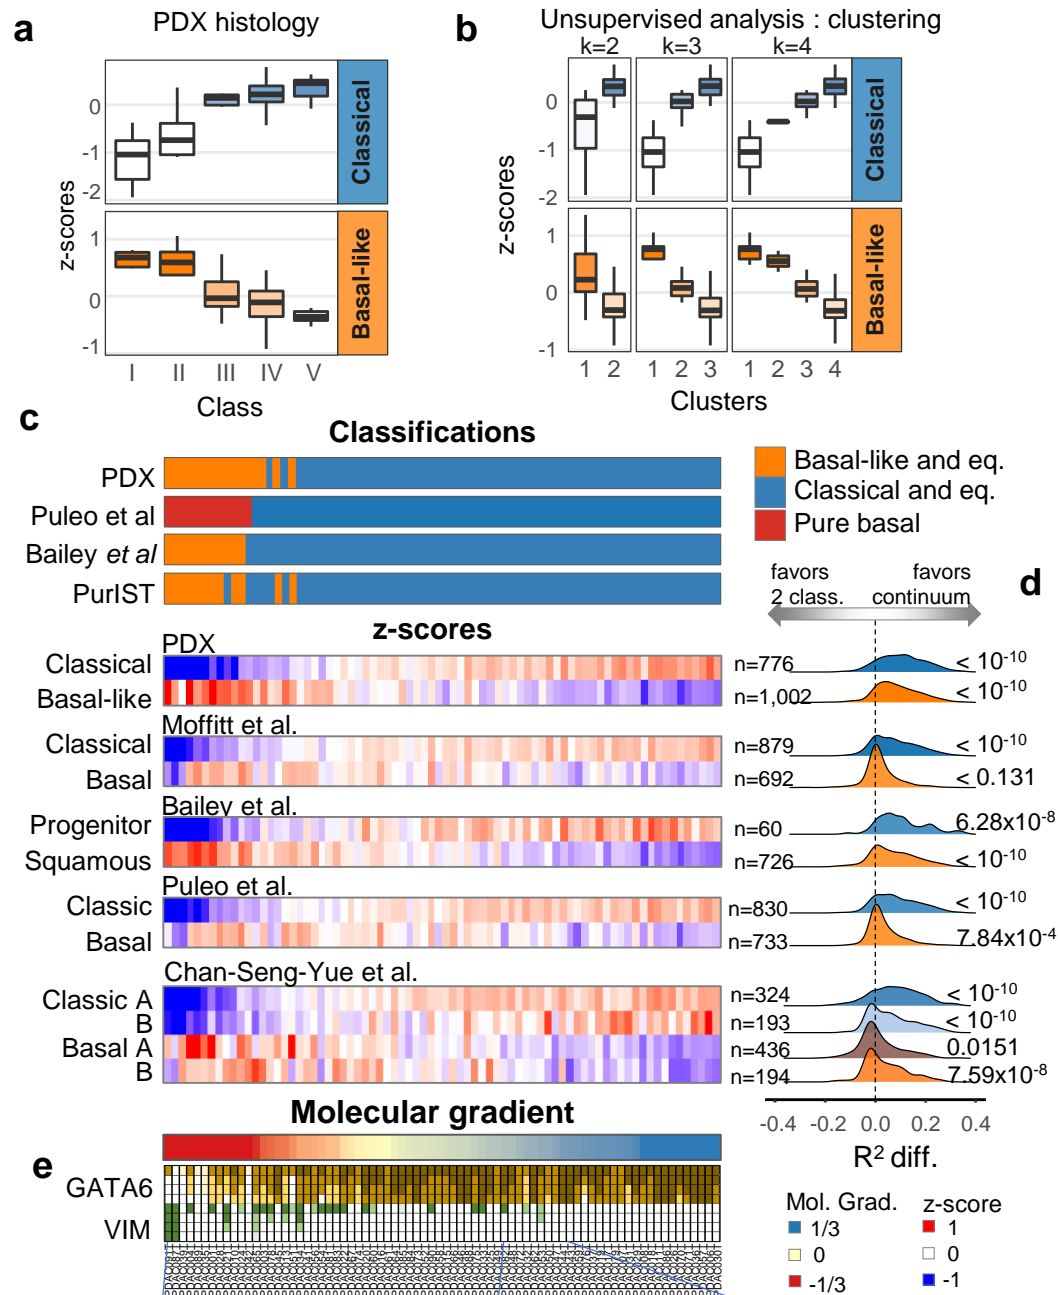 a
PDX histology
0
-1
-2
Classical
z-scores
1
0
-1
Basal-like
I II III IV V
Class
b
Unsupervised analysis : clustering
k=2 k=3 k=4
0
-1
-2
Classical
z-scores
1
0
-1
Basal-like
1 2 1 2 3 1 2 3 4
Clusters
c
Classifications
PDX
Puleo et al
Bailey et al
PurIST
Basal-like and eq.
Classical and eq.
Pure basal
d
favors 2 class.
favors continuum
z-scores
PDX
Classical n=776 < 10-10
Basal-like n=1,002 < 10-10
Moffitt et al.
Classical n=879 < 10-10
Basal n=692 < 0.131
Bailey et al.
Progenitor n=60 6.28x10-8
Squamous n=726 < 10-10
Puleo et al.
Classic n=830 < 10-10
Basal n=733 7.84x10-4
Chan-Seng-Yue et al.
Classic A n=324 < 10-10
B n=193 < 10-10
Basal A n=436 0.0151
B n=194 7.59x10-8
-0.4 -0.2 0.0 0.2 0.4
R2 diff.
Molecular gradient
e
GATA6
VIM
Mol. Grad.
1/3
0
-1/3
z-score
1
0
-1